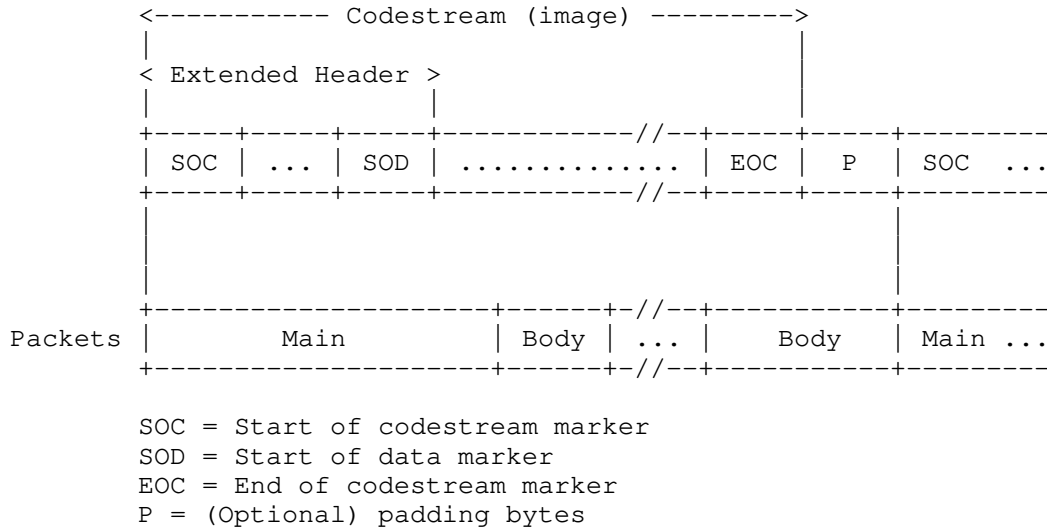 <----------- Codestream (image) --------->
< Extended Header >
SOC | ... | SOD | .............. | EOC | P | SOC ...
Packets | Main | Body | ... | Body | Main ...
SOC = Start of codestream marker
SOD = Start of data marker
EOC = End of codestream marker
P = (Optional) padding bytes